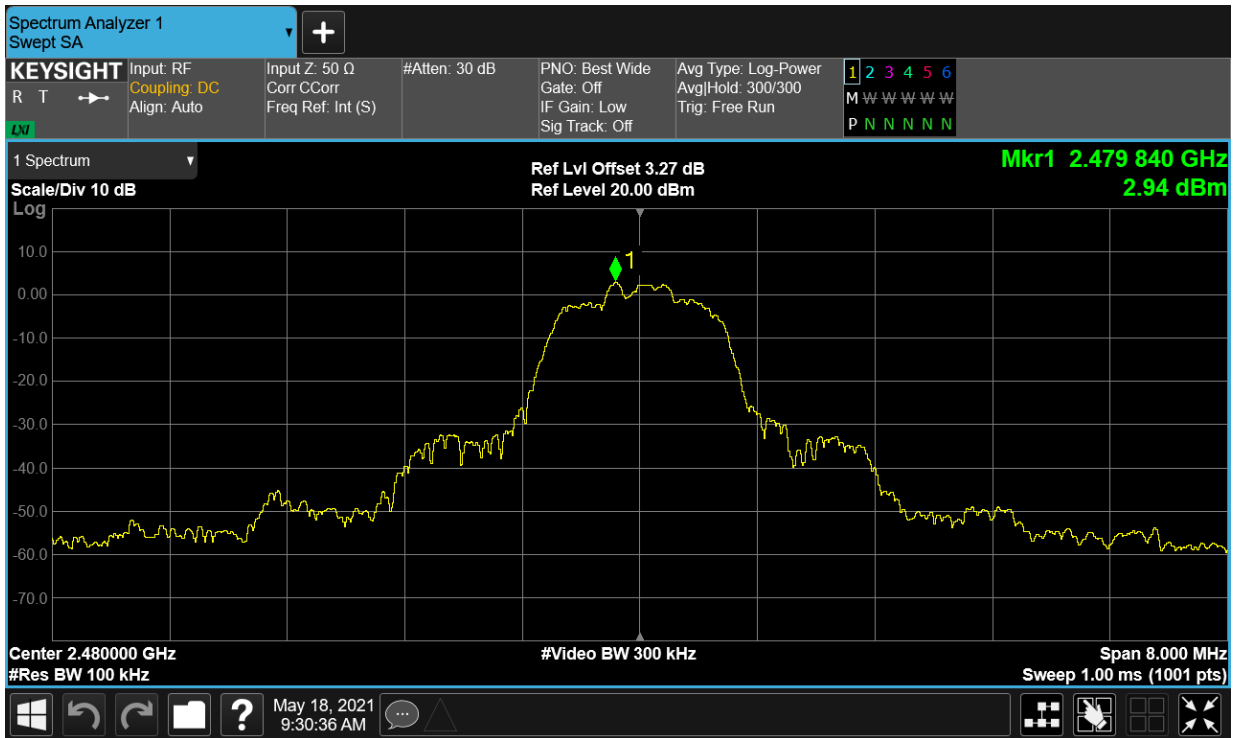 Spectrum Analyzer 1
Swept SA
▼
+
KEYSIGHT
R T
LXI
Input: RF
Coupling: DC
Align: Auto
Input Z: 50 Ω
Corr CCorr
Freq Ref: Int (S)
#Atten: 30 dB
PNO: Best Wide
Gate: Off
IF Gain: Low
Sig Track: Off
Avg Type: Log-Power
Avg|Hold: 300/300
Trig: Free Run
1 2 3 4 5 6
M W W W W W
P N N N N N
1 Spectrum ▼
Scale/Div 10 dB
Log
Ref Lvl Offset 3.27 dB
Ref Level 20.00 dBm
Mkr1 2.479 840 GHz
2.94 dBm
10.0
0.00
-10.0
-20.0
-30.0
-40.0
-50.0
-60.0
-70.0
1
Center 2.480000 GHz
#Res BW 100 kHz
#Video BW 300 kHz
Span 8.000 MHz
Sweep 1.00 ms (1001 pts)
?
May 18, 2021
9:30:36 AM